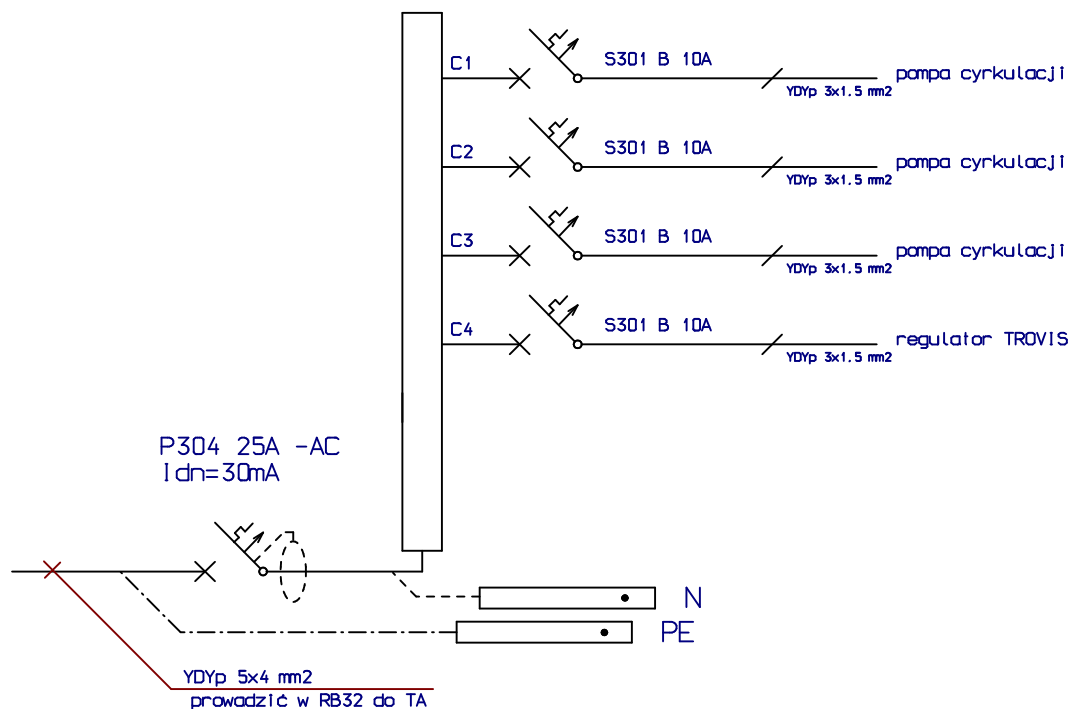 C1
S301 B 10A
YDYp 3x1.5 mm2
pompa cyrkulacji
C2
S301 B 10A
YDYp 3x1.5 mm2
pompa cyrkulacji
C3
S301 B 10A
YDYp 3x1.5 mm2
pompa cyrkulacji
C4
S301 B 10A
YDYp 3x1.5 mm2
regulator TROVIS
P304 25A -AC
Idn=30mA
N
PE
YDYp 5x4 mm2
prowadzić w RB32 do TA